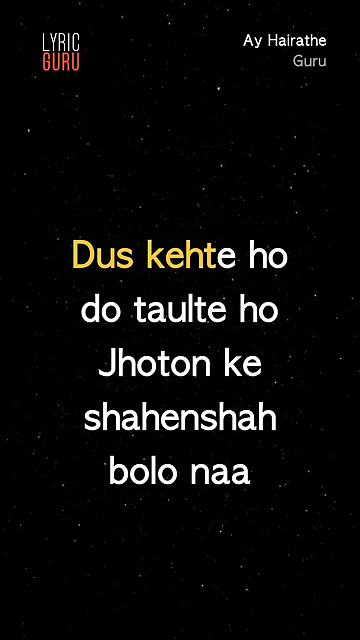 LYRIC
GURU
Ay Hairathe
Guru
Dus kehte ho
do taulte ho
Jhoton ke
shahenshah
bolo naa